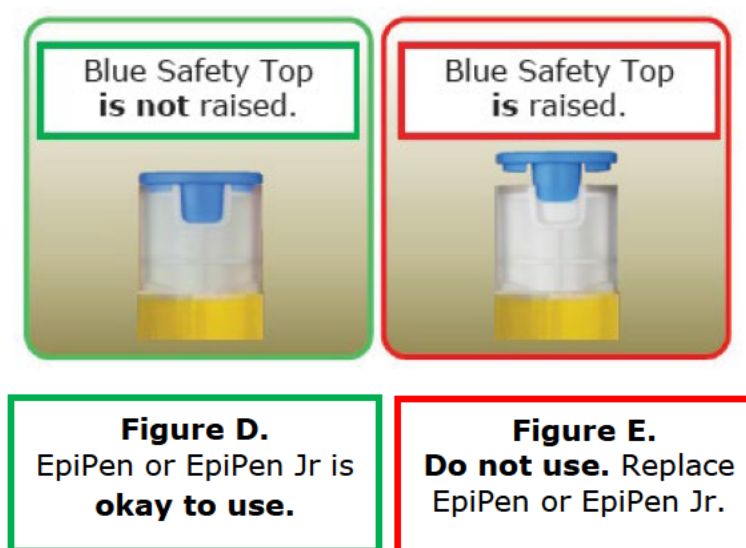 Blue Safety Top
is not raised.
Blue Safety Top
is raised.
Figure D.
EpiPen or EpiPen Jr is
okay to use.
Figure E.
Do not use. Replace
EpiPen or EpiPen Jr.